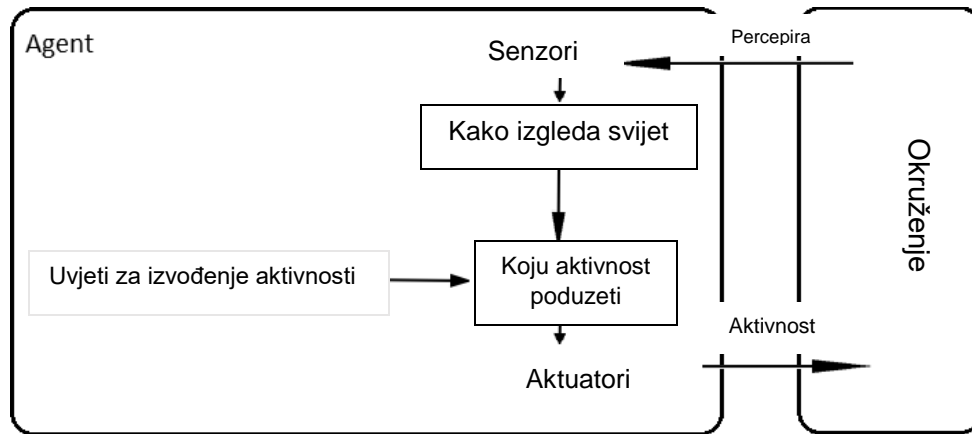 Agent
Senzori
Percepira
Kako izgleda svijet
Okruženje
Uvjeti za izvođenje aktivnosti
Koju aktivnost
poduzeti
Aktivnost
Aktuatori